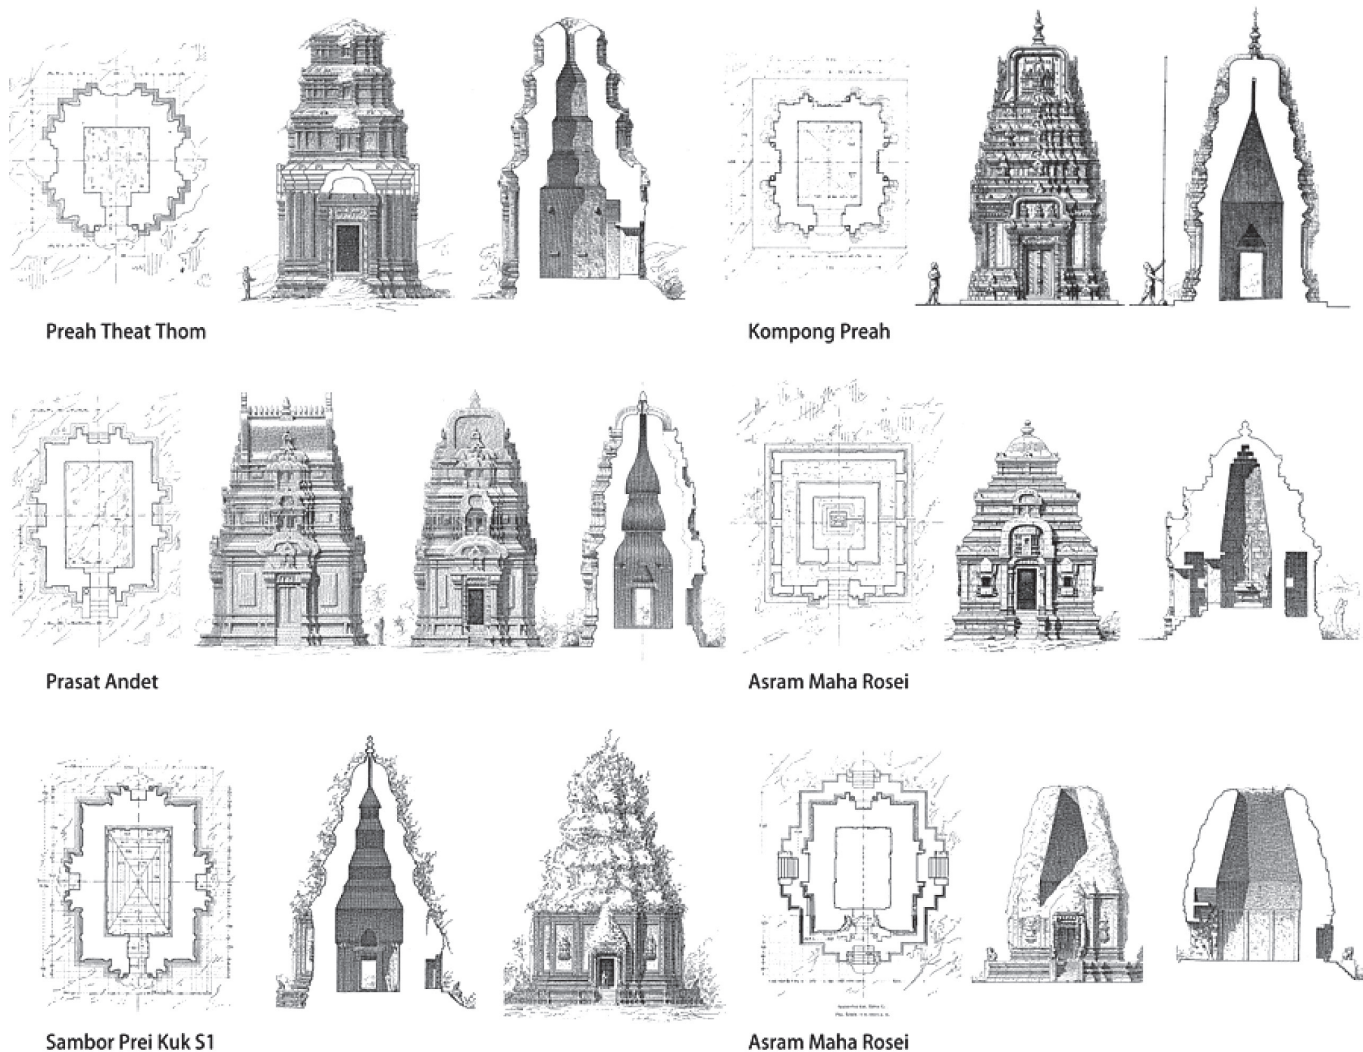 Preah Theat Thom
Kompong Preah
Prasat Andet
Asram Maha Rosei
Sambor Prei Kuk S1
Asram Maha Rosei